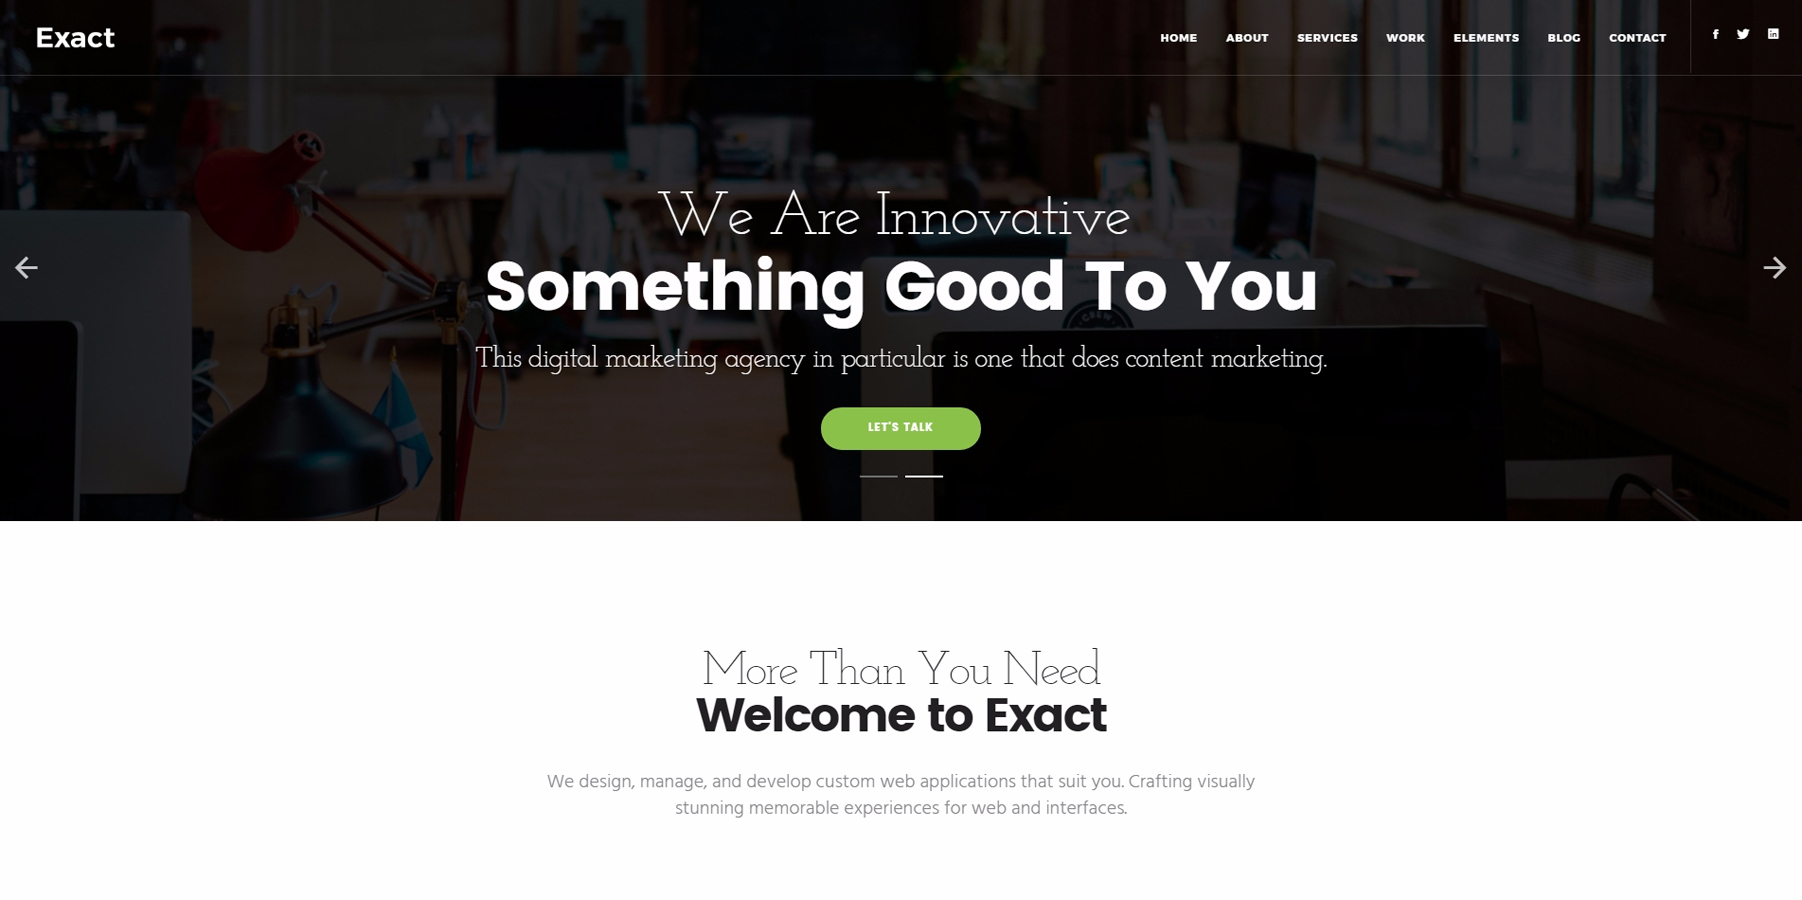 Exact
HOME ABOUT SERVICES WORK ELEMENTS BLOG CONTACT
We Are Innovative
Something Good To You
This digital marketing agency in particular is one that does content marketing.
LET'S TALK
More Than You Need
Welcome to Exact
We design, manage, and develop custom web applications that suit you. Crafting visually
stunning memorable experiences for web and interfaces.